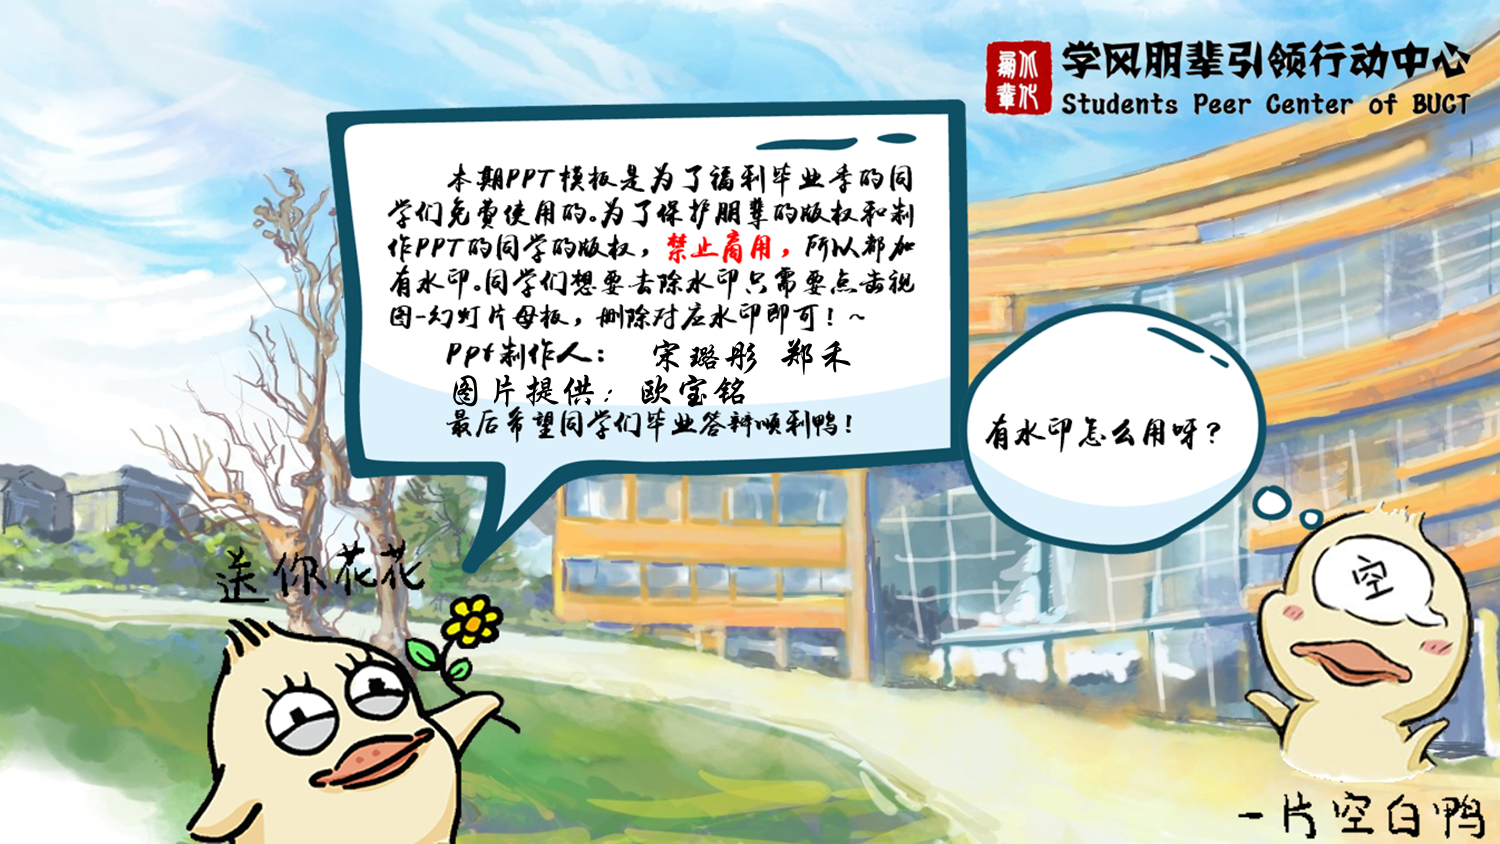 北化
朋辈
学风朋辈引领行动中心
Students Peer Center of BUCT
本期PPT模板是为了福利毕业季的同
学们免费使用的。为了保护朋辈的版权和制
作PPT的同学的版权，禁止商用，所以都加
有水印。同学们想要去除水印只需要点击视
图-幻灯片母板，删除对应水印即可！~
Ppt制作人： 宋璐彤 郑禾
图片提供：欧宝铭
最后希望同学们毕业答辩顺利鸭！
有水印怎么用呀？
送你花花
空
一片空白鸭